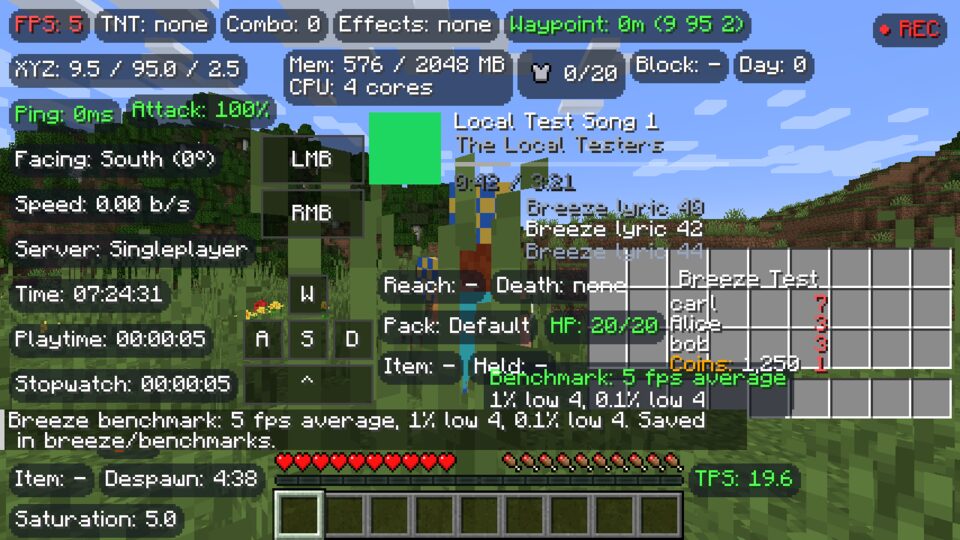 FPS: 5 TNT: none Combo: 0 Effects: none Waypoint: 0m (9 95 2) REC
XYZ: 9.5 / 95.0 / 2.5
Mem: 576 / 2048 MB
CPU: 4 cores
0/20 Block: - Day: 0
Ping: 0ms Attack: 100%
Local Test Song 1
The Local Testers
Facing: South (0°)
LMB
0:42 / 3:21
Speed: 0.00 b/s
RMB
Breeze lyric 40
Breeze lyric 42
Breeze lyric 44
Server: Singleplayer
Breeze Test
Reach: - Death: none
Time: 07:24:31
W
carl 7
Alice 3
bob 3
Coins: 1,250 1
Pack: Default HP: 20/20
Playtime: 00:00:05
A S D
Item: - Held: -
Stopwatch: 00:00:05
^
Benchmark: 5 fps average
1% low 4, 0.1% low 4
Breeze benchmark: 5 fps average, 1% low 4, 0.1% low 4. Saved
in breeze/benchmarks.
Item: - Despawn: 4:38
TPS: 19.6
Saturation: 5.0